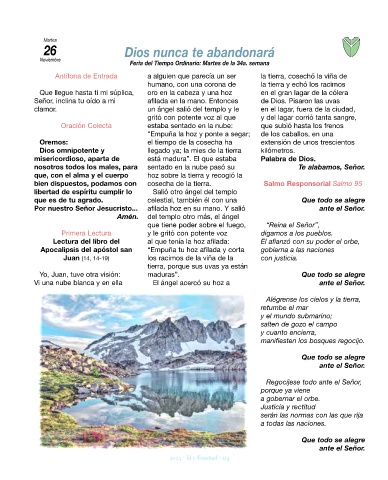 Martes
26
Noviembre
Dios nunca te abandonará
Feria del Tiempo Ordinario: Martes de la 34a. semana
Antífona de Entrada
Que llegue hasta ti mi súplica,
Señor, inclina tu oído a mi
clamor.
Oración Colecta
Oremos:
Dios omnipotente y
misericordioso, aparta de
nosotros todos los males, para
que, con el alma y el cuerpo
bien dispuestos, podamos con
libertad de espíritu cumplir lo
que es de tu agrado.
Por nuestro Señor Jesucristo...
Amén.
Primera Lectura
Lectura del libro del
Apocalipsis del apóstol san
Juan (14, 14-19)
Yo, Juan, tuve otra visión:
Vi una nube blanca y en ella
a alguien que parecía un ser
humano, con una corona de
oro en la cabeza y una hoz
afilada en la mano. Entonces
un ángel salió del templo y le
gritó con potente voz al que
estaba sentado en la nube:
“Empuña la hoz y ponte a segar;
el tiempo de la cosecha ha
llegado ya; la mies de la tierra
está madura”. El que estaba
sentado en la nube pasó su
hoz sobre la tierra y recogió la
cosecha de la tierra.
Salió otro ángel del templo
celestial, también él con una
afilada hoz en su mano. Y salió
del templo otro más, el ángel
que tiene poder sobre el fuego,
y le gritó con potente voz
al que tenía la hoz afilada:
“Empuña tu hoz afilada y corta
los racimos de la viña de la
tierra, porque sus uvas ya están
maduras”.
El ángel acercó su hoz a
la tierra, cosechó la viña de
la tierra y echó los racimos
en el gran lagar de la cólera
de Dios. Pisaron las uvas
en el lagar, fuera de la ciudad,
y del lagar corrió tanta sangre,
que subió hasta los frenos
de los caballos, en una
extensión de unos trescientos
kilómetros.
Palabra de Dios.
Te alabamos, Señor.
Salmo Responsorial Salmo 95
Que todo se alegre
ante el Señor.
“Reina el Señor”,
digamos a los pueblos.
Él afianzó con su poder el orbe,
gobierna a las naciones
con justicia.
Que todo se alegre
ante el Señor.
Alégrense los cielos y la tierra,
retumbe el mar
y el mundo submarino;
salten de gozo el campo
y cuanto encierra,
manifiesten los bosques regocijo.
Que todo se alegre
ante el Señor.
Regocíjese todo ante el Señor,
porque ya viene
a gobernar el orbe.
Justicia y rectitud
serán las normas con las que rija
a todas las naciones.
Que todo se alegre
ante el Señor.